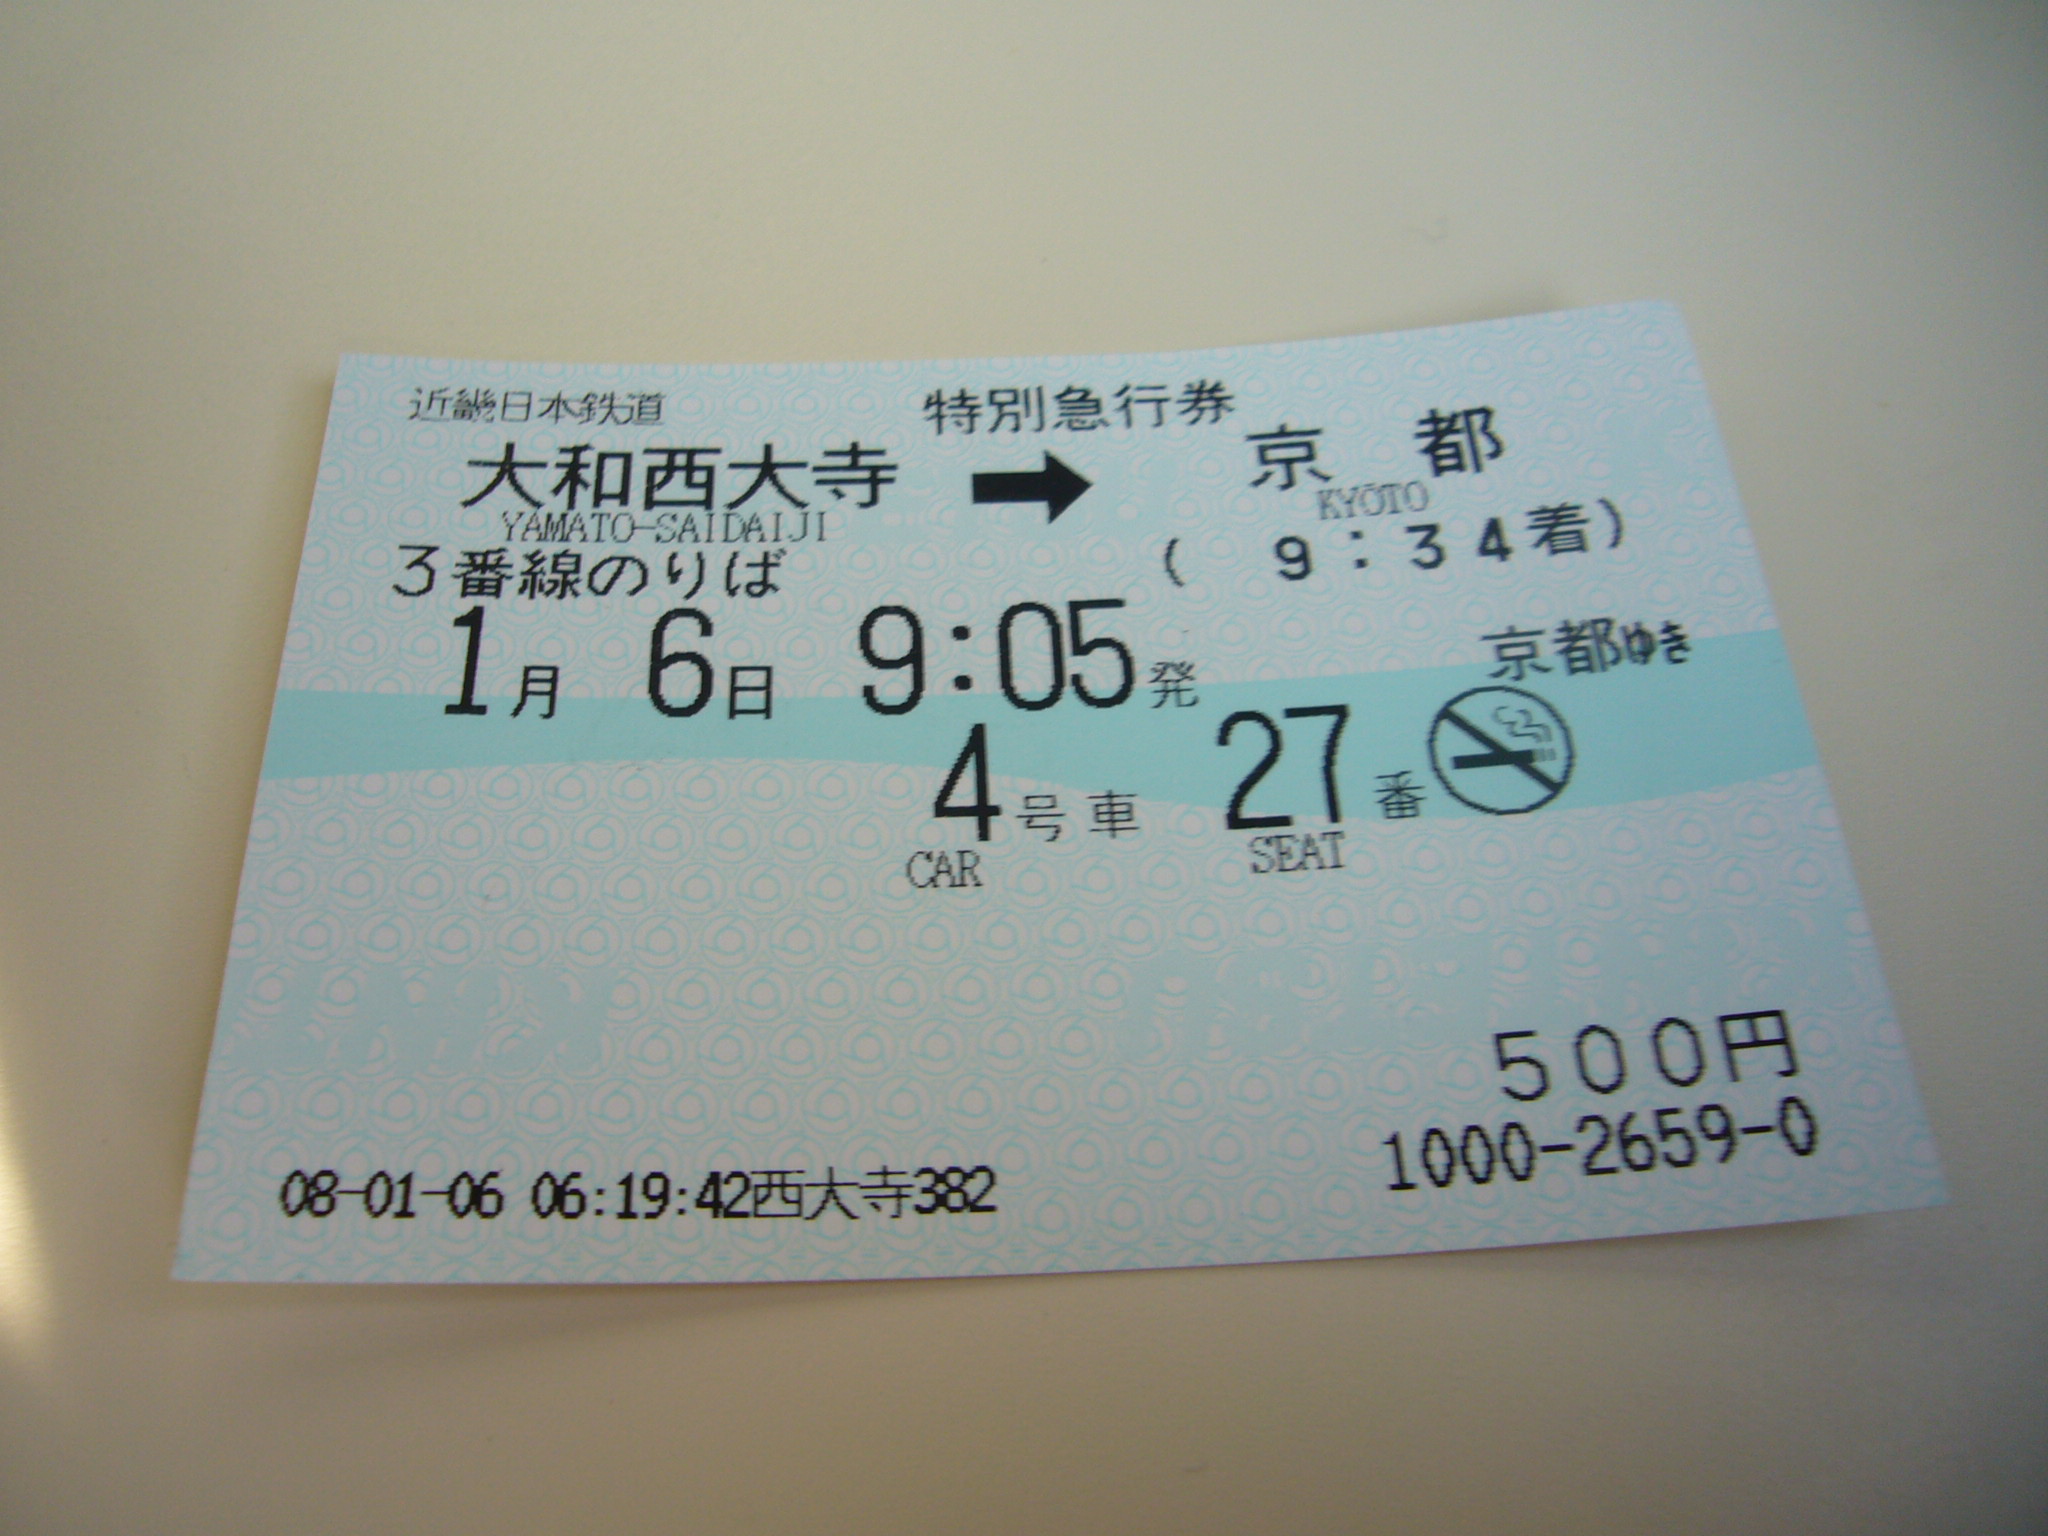 近畿日本鉄道 特別急行券
大和西大寺 ➡ 京都
YAMATO-SAIDAIJI KYŌTO
3番線のりば ( 9:34着)
1月 6日 9:05発 京都ゆき
4号車 27番
CAR SEAT
500円
1000-2659-0
08-01-06 06:19:42西大寺382